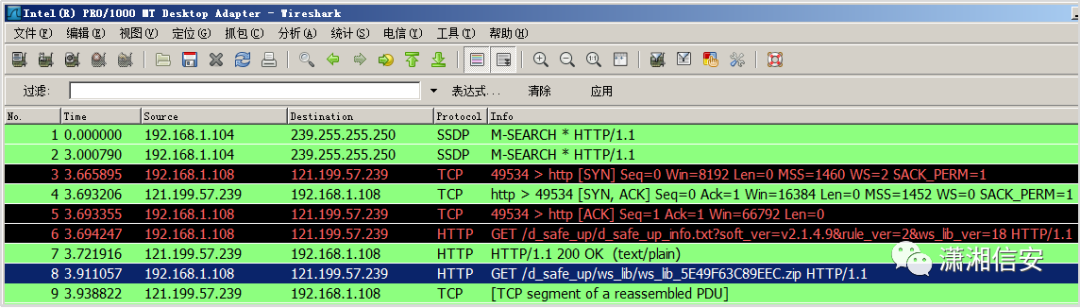 Intel(R) PRO/1000 MT Desktop Adapter - Wireshark
文件(F) 编辑(E) 视图(V) 定位(G) 抓包(C) 分析(A) 统计(S) 电信(Y) 工具(T) 帮助(H)
过滤: 表达式... 清除 应用
No. Time Source Destination Protocol Info
1 0.000000 192.168.1.104 239.255.255.250 SSDP M-SEARCH * HTTP/1.1
2 3.000790 192.168.1.104 239.255.255.250 SSDP M-SEARCH * HTTP/1.1
3 3.665895 192.168.1.108 121.199.57.239 TCP 49534 > http [SYN] Seq=0 Win=8192 Len=0 MSS=1460 WS=2 SACK_PERM=1
4 3.693206 121.199.57.239 192.168.1.108 TCP http > 49534 [SYN, ACK] Seq=0 Ack=1 Win=16384 Len=0 MSS=1452 WS=0 SACK_PERM=1
5 3.693355 192.168.1.108 121.199.57.239 TCP 49534 > http [ACK] Seq=1 Ack=1 Win=66792 Len=0
6 3.694247 192.168.1.108 121.199.57.239 HTTP GET /d_safe_up/d_safe_up_info.txt?soft_ver=v2.1.4.9&rule_ver=2&ws_lib_ver=18 HTTP/1.1
7 3.721916 121.199.57.239 192.168.1.108 HTTP HTTP/1.1 200 OK (text/plain)
8 3.911057 192.168.1.108 121.199.57.239 HTTP GET /d_safe_up/ws_lib/ws_lib_5E49F63C89EEC.zip HTTP/1.1
9 3.938822 121.199.57.239 192.168.1.108 TCP [TCP segment of a reassembled PDU]
潇湘信安